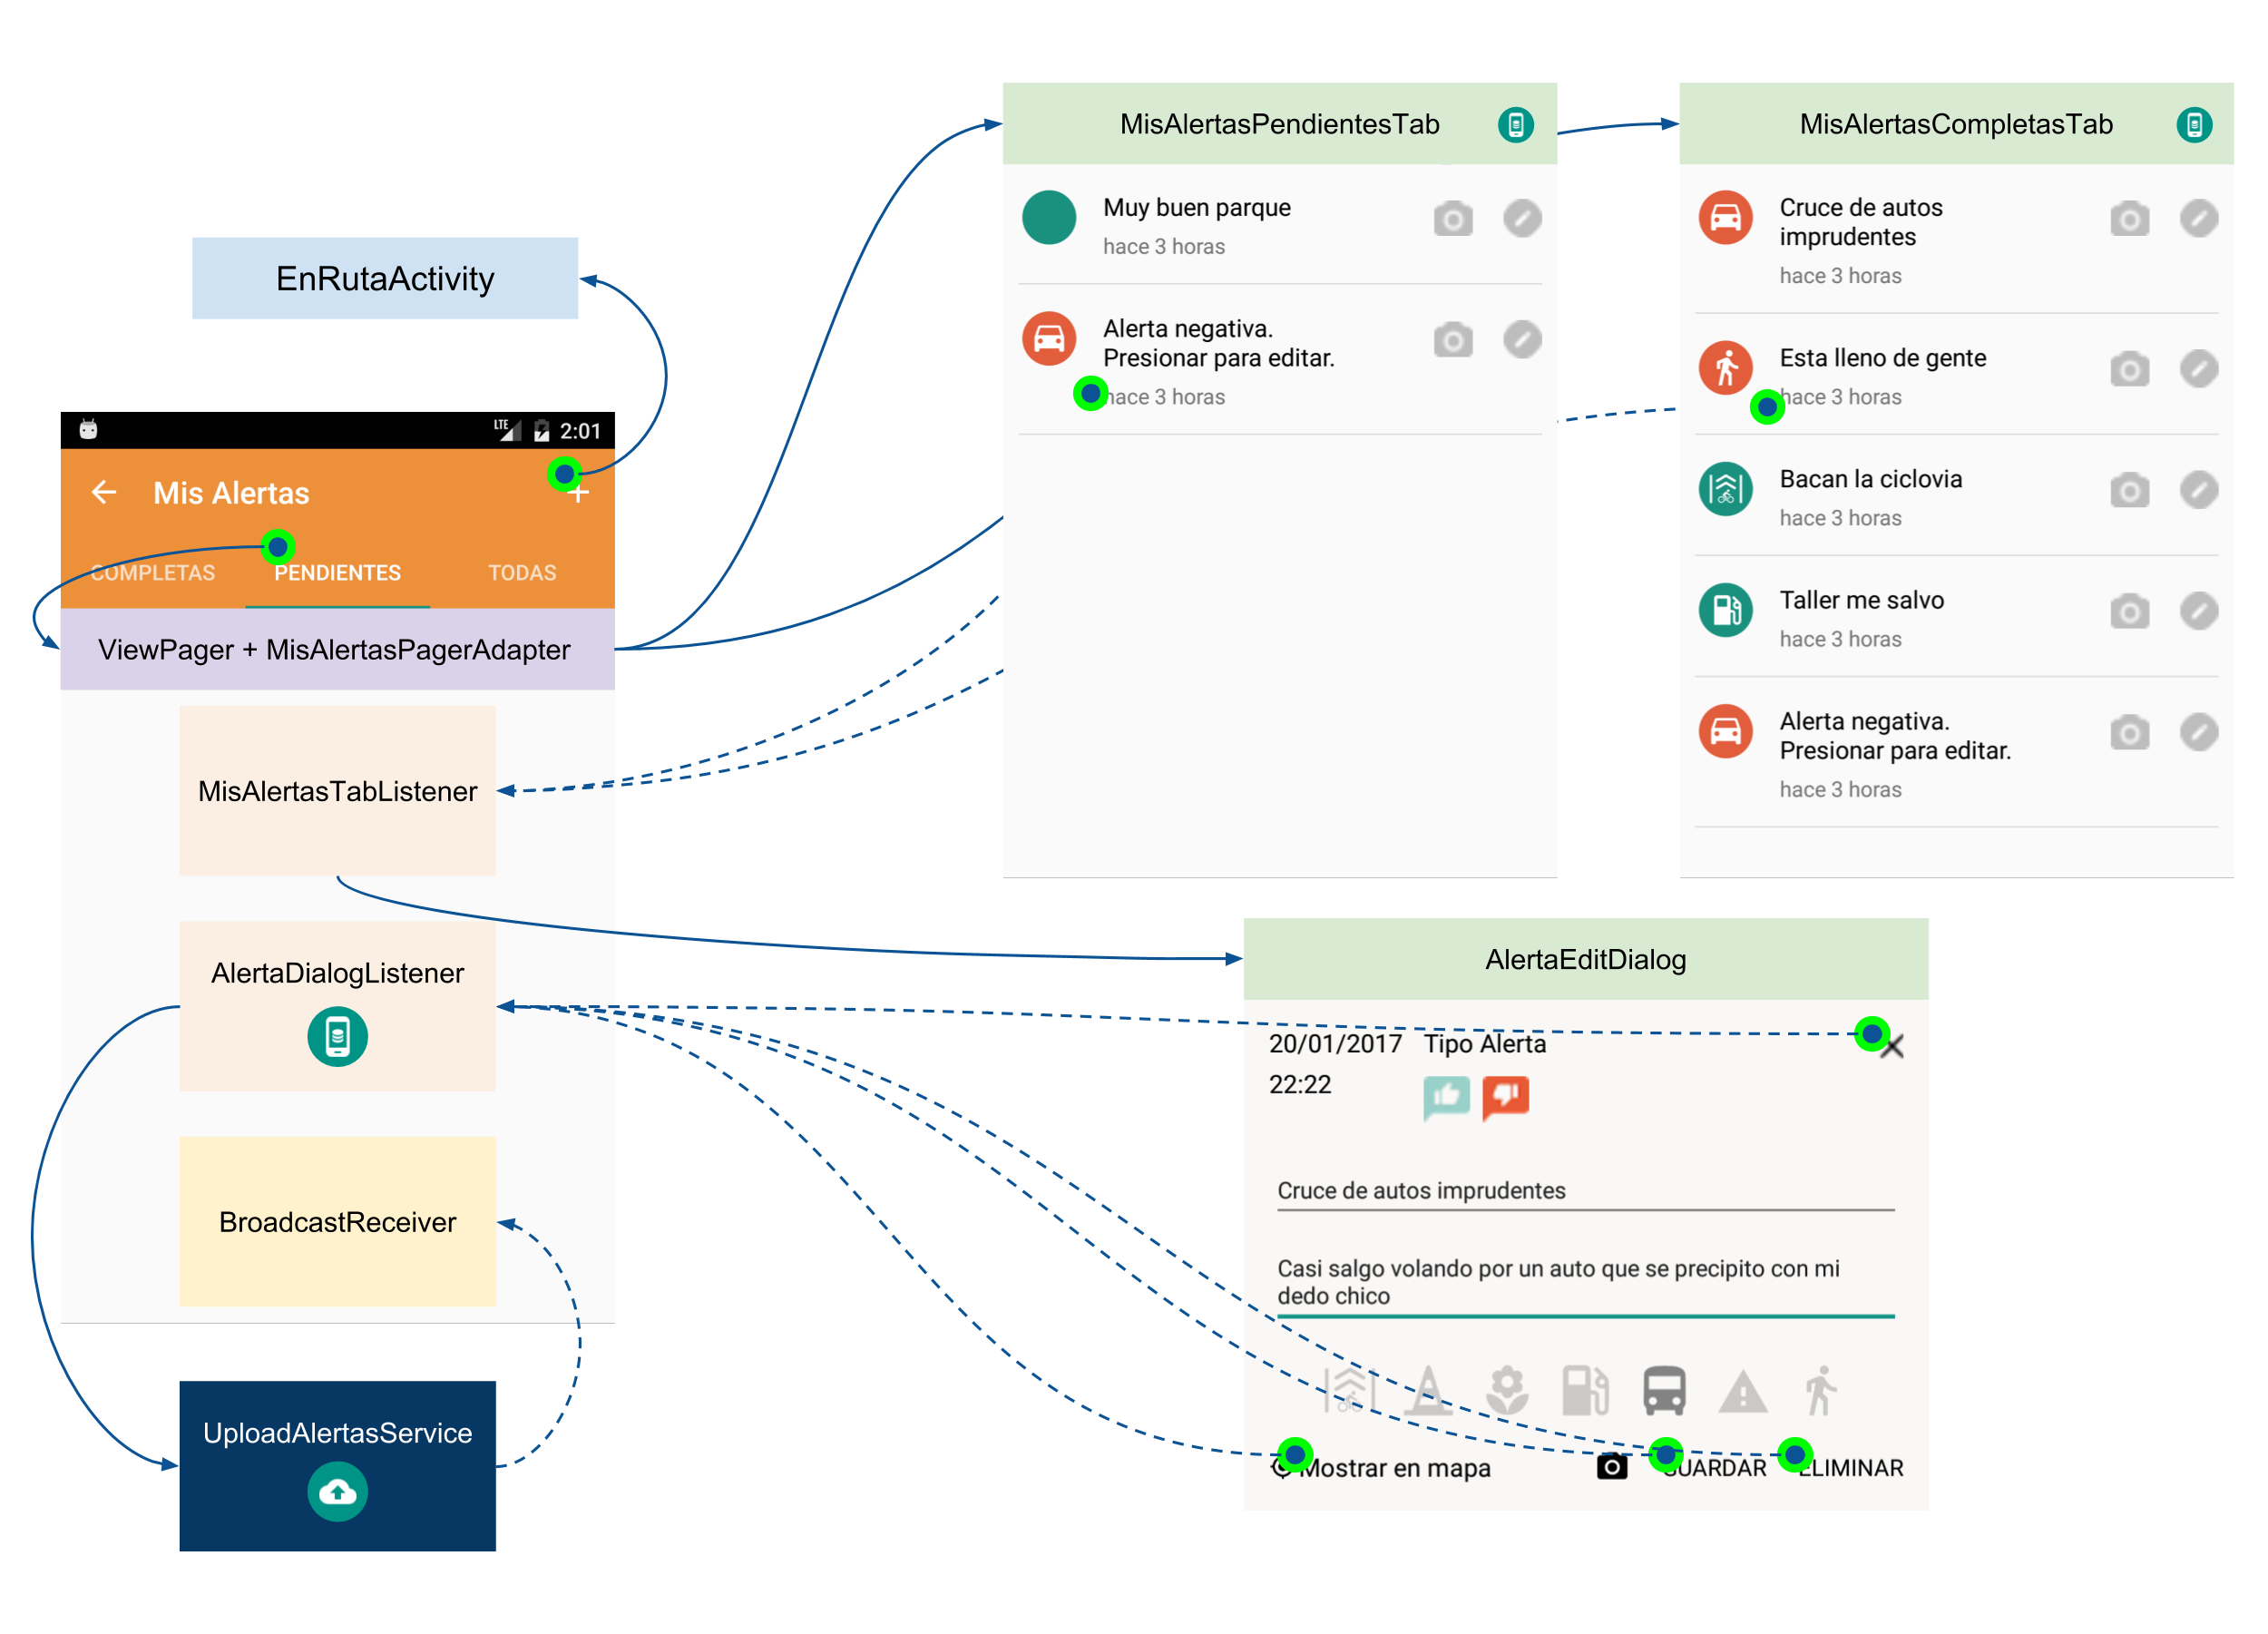 MisAlertasPendientesTab
Muy buen parque
hace 3 horas
Alerta negativa.
Presionar para editar.
hace 3 horas
MisAlertasCompletasTab
Cruce de autos
imprudentes
hace 3 horas
Esta lleno de gente
hace 3 horas
Bacan la ciclovia
hace 3 horas
Taller me salvo
hace 3 horas
Alerta negativa.
Presionar para editar.
hace 3 horas
EnRutaActivity
LTE 2:01
Mis Alertas
COMPLETAS PENDIENTES TODAS
ViewPager + MisAlertasPagerAdapter
MisAlertasTabListener
AlertaDialogListener
BroadcastReceiver
UploadAlertasService
AlertaEditDialog
20/01/2017 Tipo Alerta
22:22
Cruce de autos imprudentes
Casi salgo volando por un auto que se precipito con mi
dedo chico
Mostrar en mapa GUARDAR ELIMINAR